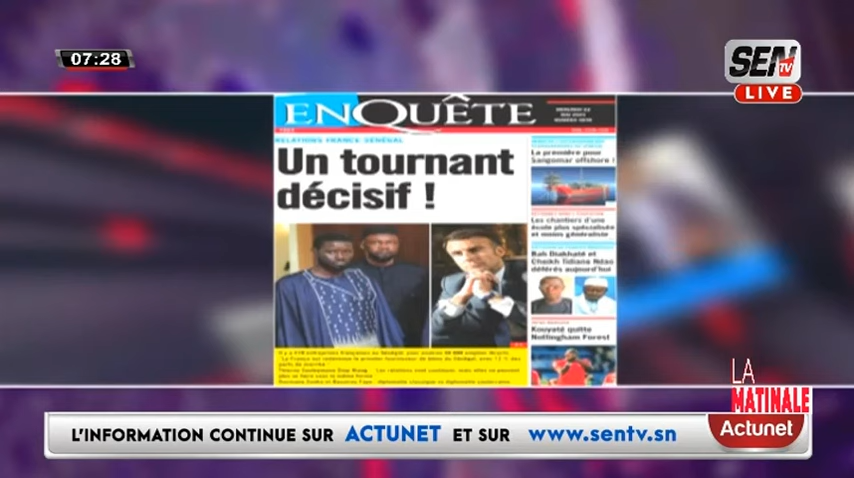 07:28
SEN TV
LIVE
ENQUÊTE
RELATIONS FRANCE-SÉNÉGAL
Un tournant
décisif !
La première pour
Sangomar offshore !
Les chantiers d'une
école plus spécialisée
et moins généraliste
Bah Diakhaté et
Cheikh Tidiane Ndao
déférés aujourd'hui
Kouyaté quitte
Nottingham Forest
LA
MATINALE
L'INFORMATION CONTINUE SUR ACTUNET ET SUR www.sentv.sn
Actunet